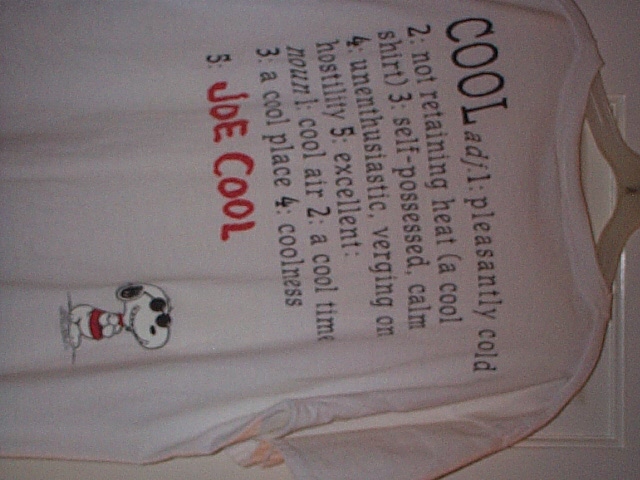 COOL adj.1: pleasantly cold
2: not retaining heat (a cool
shirt) 3: self-possessed, calm
4: unenthusiastic, verging on
hostility 5: excellent:
noun 1: cool air 2: a cool time
3: a cool place 4: coolness
5: JOE COOL